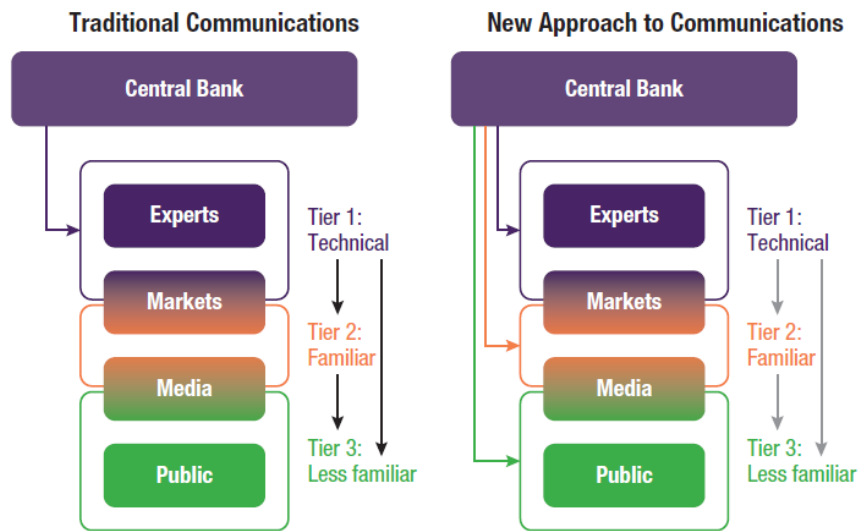 Traditional Communications
Central Bank
Experts
Tier 1:
Technical
Markets
Tier 2:
Familiar
Media
Tier 3:
Less familiar
Public
New Approach to Communications
Central Bank
Experts
Tier 1:
Technical
Markets
Tier 2:
Familiar
Media
Tier 3:
Less familiar
Public